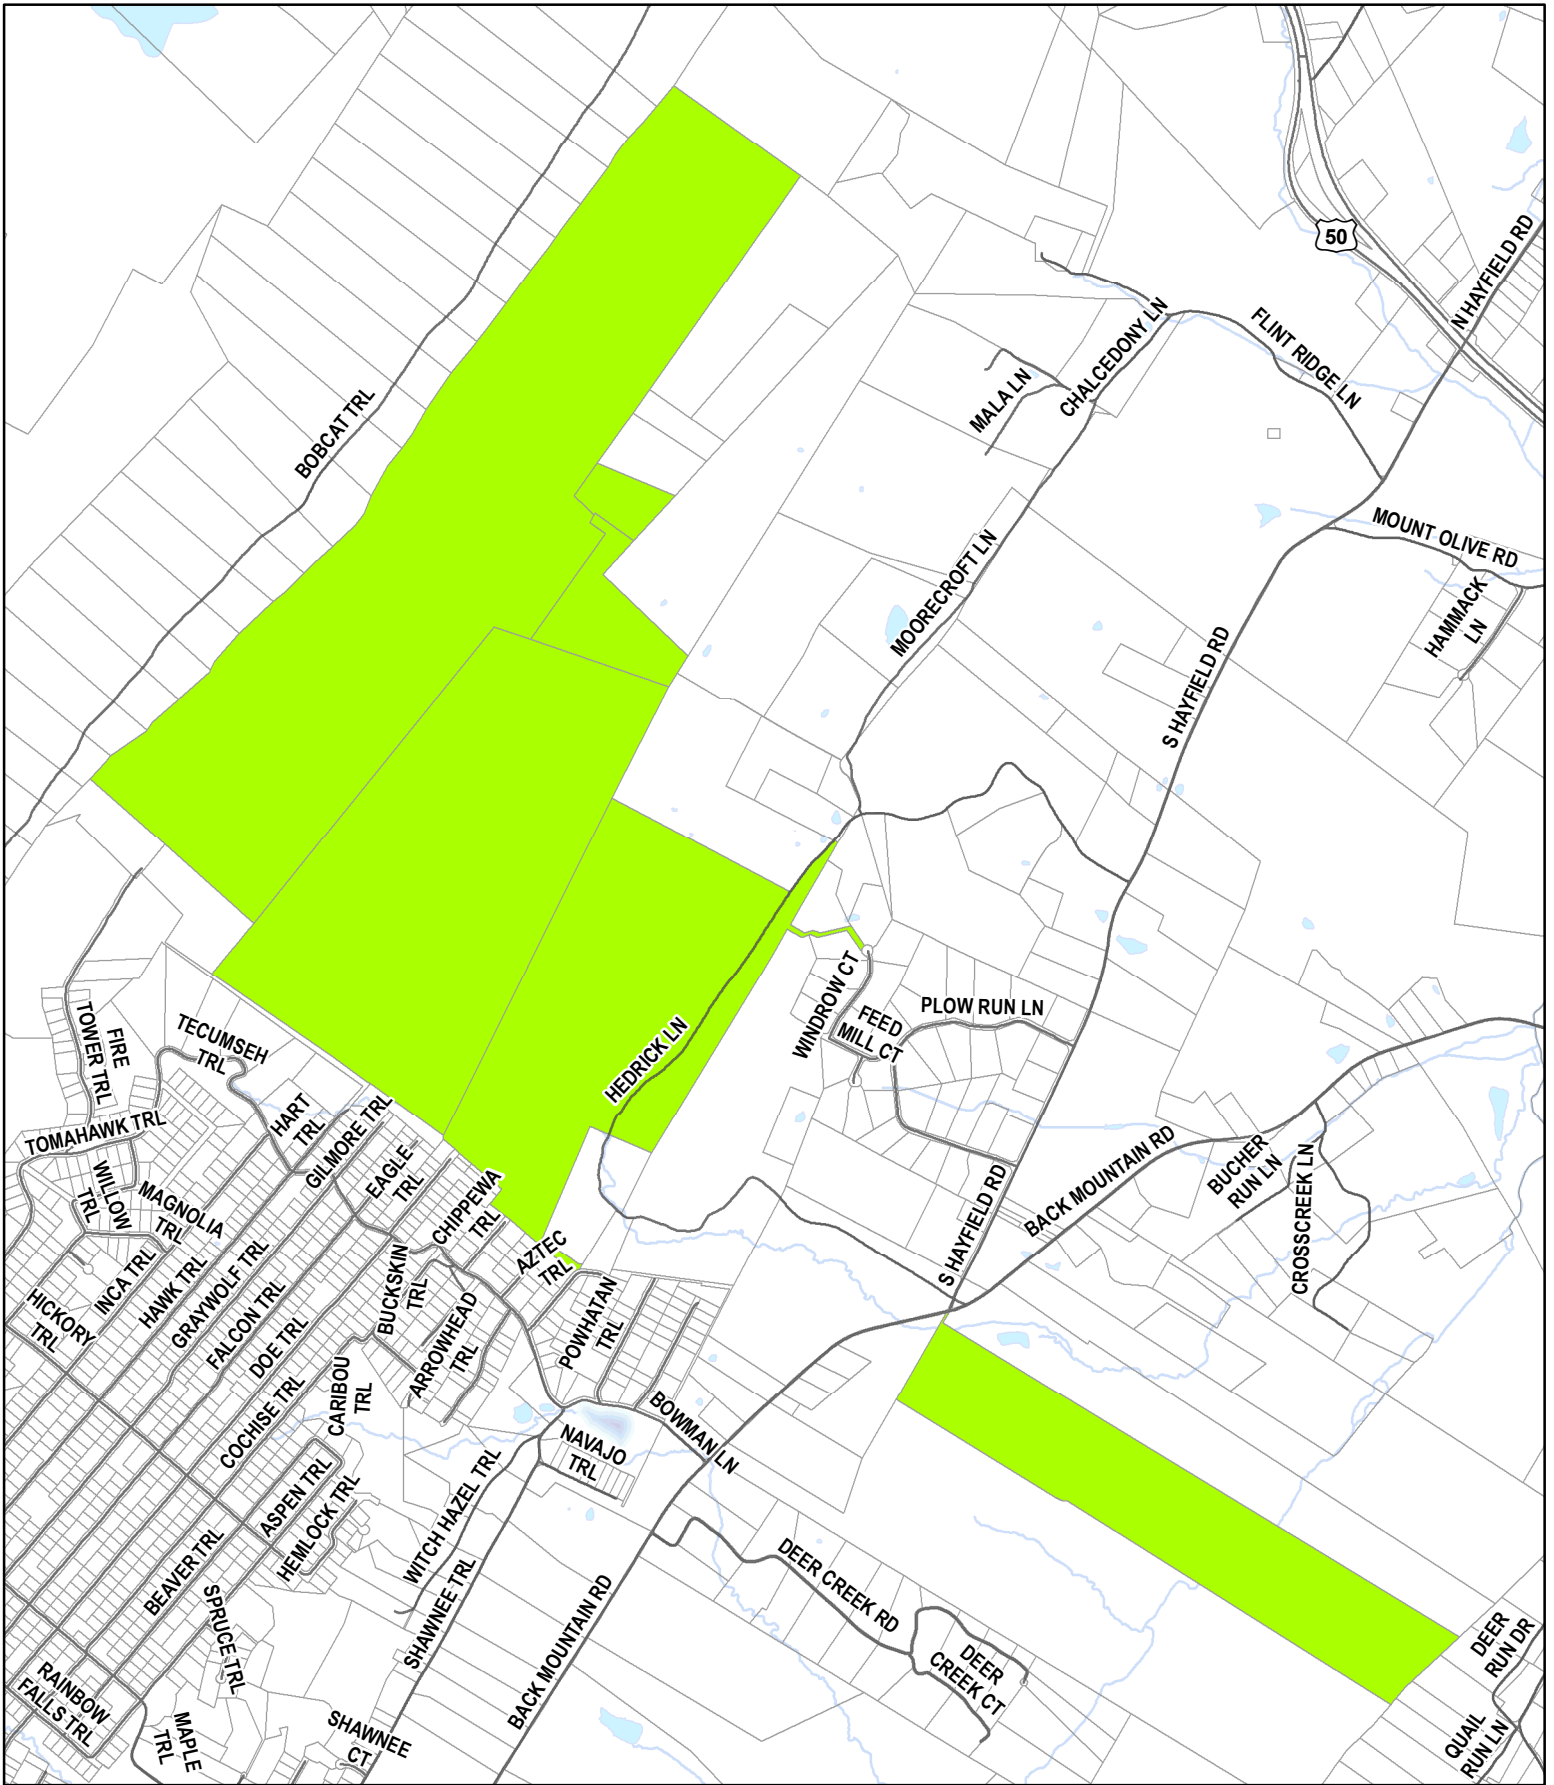 50
N HAYFIELD RD
FLINT RIDGE LN
CHALCEDONY LN
MALA LN
BOBCAT TRL
MOUNT OLIVE RD
HAMMACK
LN
MOORECROFT LN
S HAYFIELD RD
WINDROW CT
FEED
MILL CT
PLOW RUN LN
HEDRICK LN
FIRE
TOWER TRL
TECUMSEH
TRL
HART
TRL
GILMORE TRL
TOMAHAWK TRL
WILLOW
TRL
MAGNOLIA
TRL
EAGLE
TRL
CHIPPEWA
TRL
AZTEC
TRL
BACK MOUNTAIN RD
BUCHER
RUN LN
CROSSCREEK LN
S HAYFIELD RD
INCA TRL
HAWK TRL
GRAYWOLF TRL
FALCON TRL
DOE TRL
HICKORY
TRL
BUCKSKIN
TRL
ARROWHEAD
TRL
POWHATAN
TRL
CARIBOU
TRL
COCHISE TRL
BOWMAN LN
NAVAJO
TRL
ASPEN TRL
HEMLOCK TRL
WITCH HAZEL TRL
BEAVER TRL
SPRUCE TRL
SHAWNEE TRL
BACK MOUNTAIN RD
DEER CREEK RD
DEER
CREEK CT
DEER
RUN DR
QUAIL
RUN LN
RAINBOW
FALLS TRL
MAPLE
TRL
SHAWNEE
CT